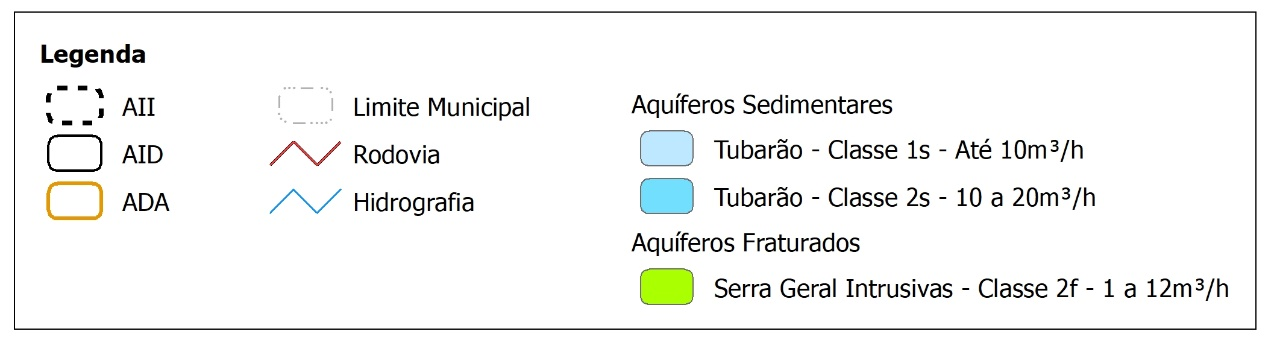 Legenda
AII
AID
ADA
Limite Municipal
Rodovia
Hidrografia
Aquíferos Sedimentares
Tubarão - Classe 1s - Até 10m³/h
Tubarão - Classe 2s - 10 a 20m³/h
Aquíferos Fraturados
Serra Geral Intrusivas - Classe 2f - 1 a 12m³/h